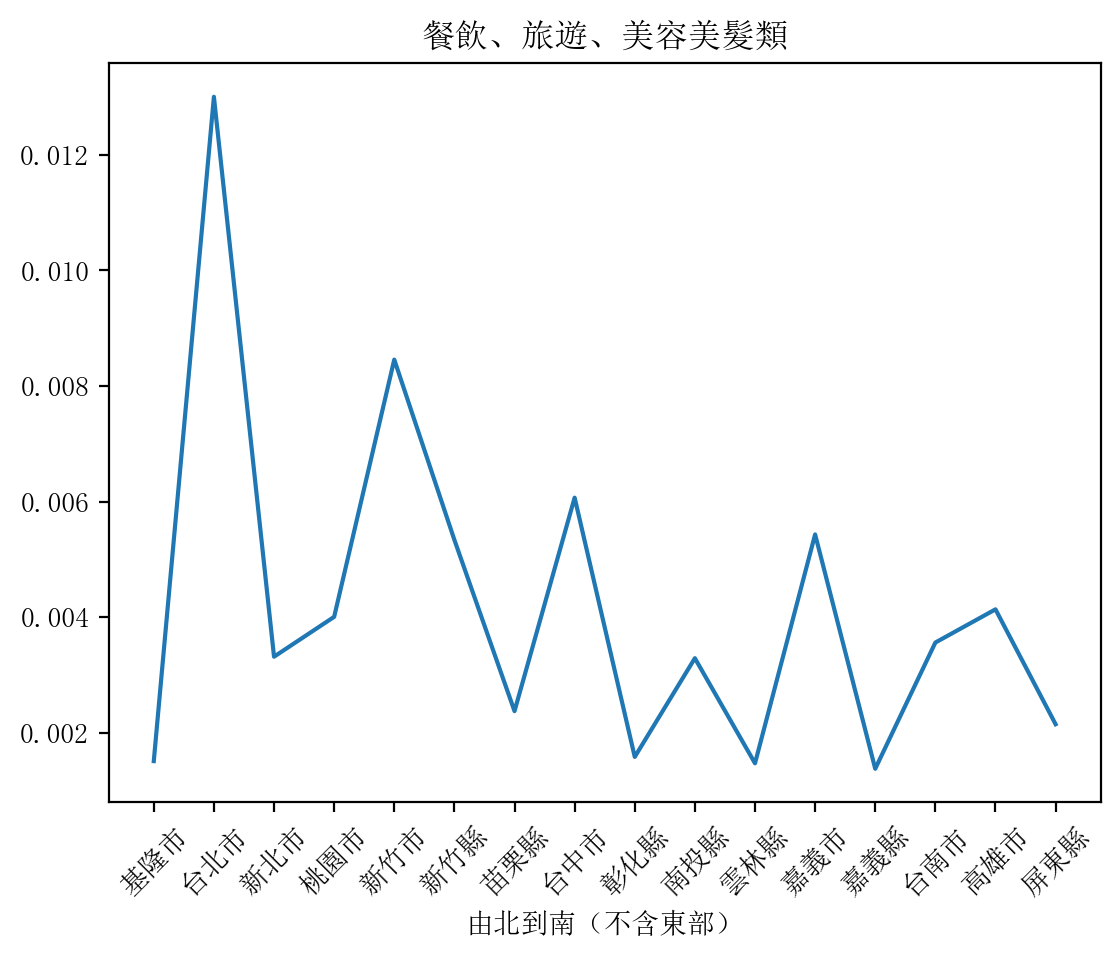 餐飲、旅遊、美容美髮類
0.012
0.010
0.008
0.006
0.004
0.002
基隆市
台北市
新北市
桃園市
新竹市
新竹縣
苗栗縣
台中市
彰化縣
南投縣
雲林縣
嘉義市
嘉義縣
台南市
高雄市
屏東縣
由北到南（不含東部）